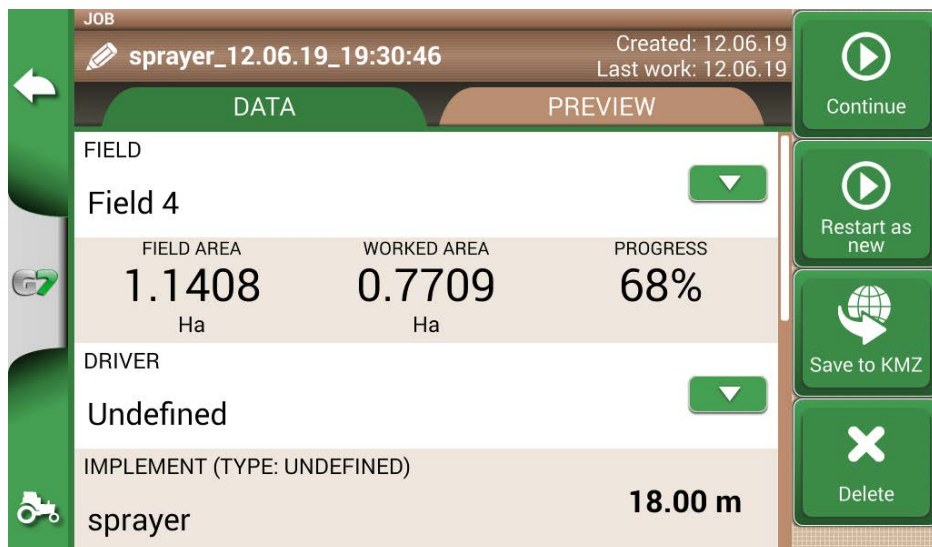 JOB
sprayer_12.06.19_19:30:46
Created: 12.06.19
Last work: 12.06.19
DATA
PREVIEW
FIELD
Field 4
FIELD AREA
WORKED AREA
PROGRESS
1.1408
0.7709
68%
Ha
Ha
DRIVER
Undefined
IMPLEMENT (TYPE: UNDEFINED)
sprayer
18.00 m
G7
Continue
Restart as
new
Save to KMZ
Delete